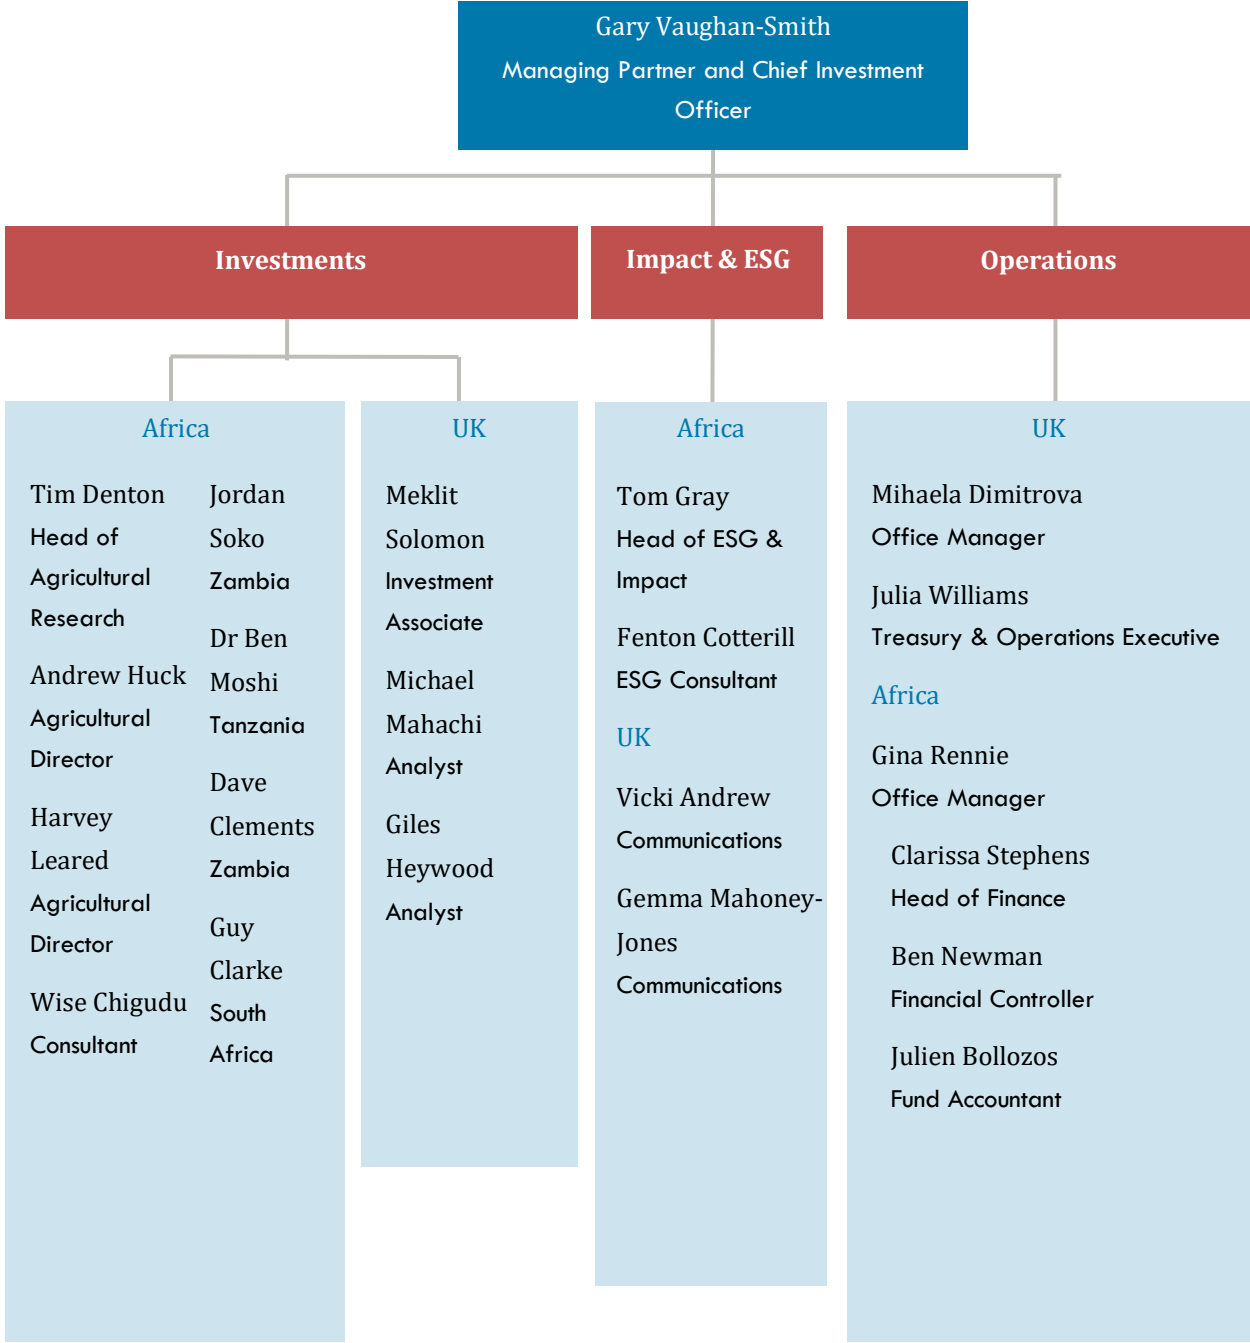 Gary Vaughan-Smith
Managing Partner and Chief Investment
Officer
Investments
Impact & ESG
Operations
Africa
Tim Denton
Head of
Agricultural
Research
Andrew Huck
Agricultural
Director
Harvey
Leared
Agricultural
Director
Wise Chigudu
Consultant
Jordan
Soko
Zambia
Dr Ben
Moshi
Tanzania
Dave
Clements
Zambia
Guy
Clarke
South
Africa
UK
Meklit
Solomon
Investment
Associate
Michael
Mahachi
Analyst
Giles
Heywood
Analyst
Africa
Tom Gray
Head of ESG &
Impact
Fenton Cotterill
ESG Consultant
UK
Vicki Andrew
Communications
Gemma Mahoney-
Jones
Communications
UK
Mihaela Dimitrova
Office Manager
Julia Williams
Treasury & Operations Executive
Africa
Gina Rennie
Office Manager
Clarissa Stephens
Head of Finance
Ben Newman
Financial Controller
Julien Bollozos
Fund Accountant